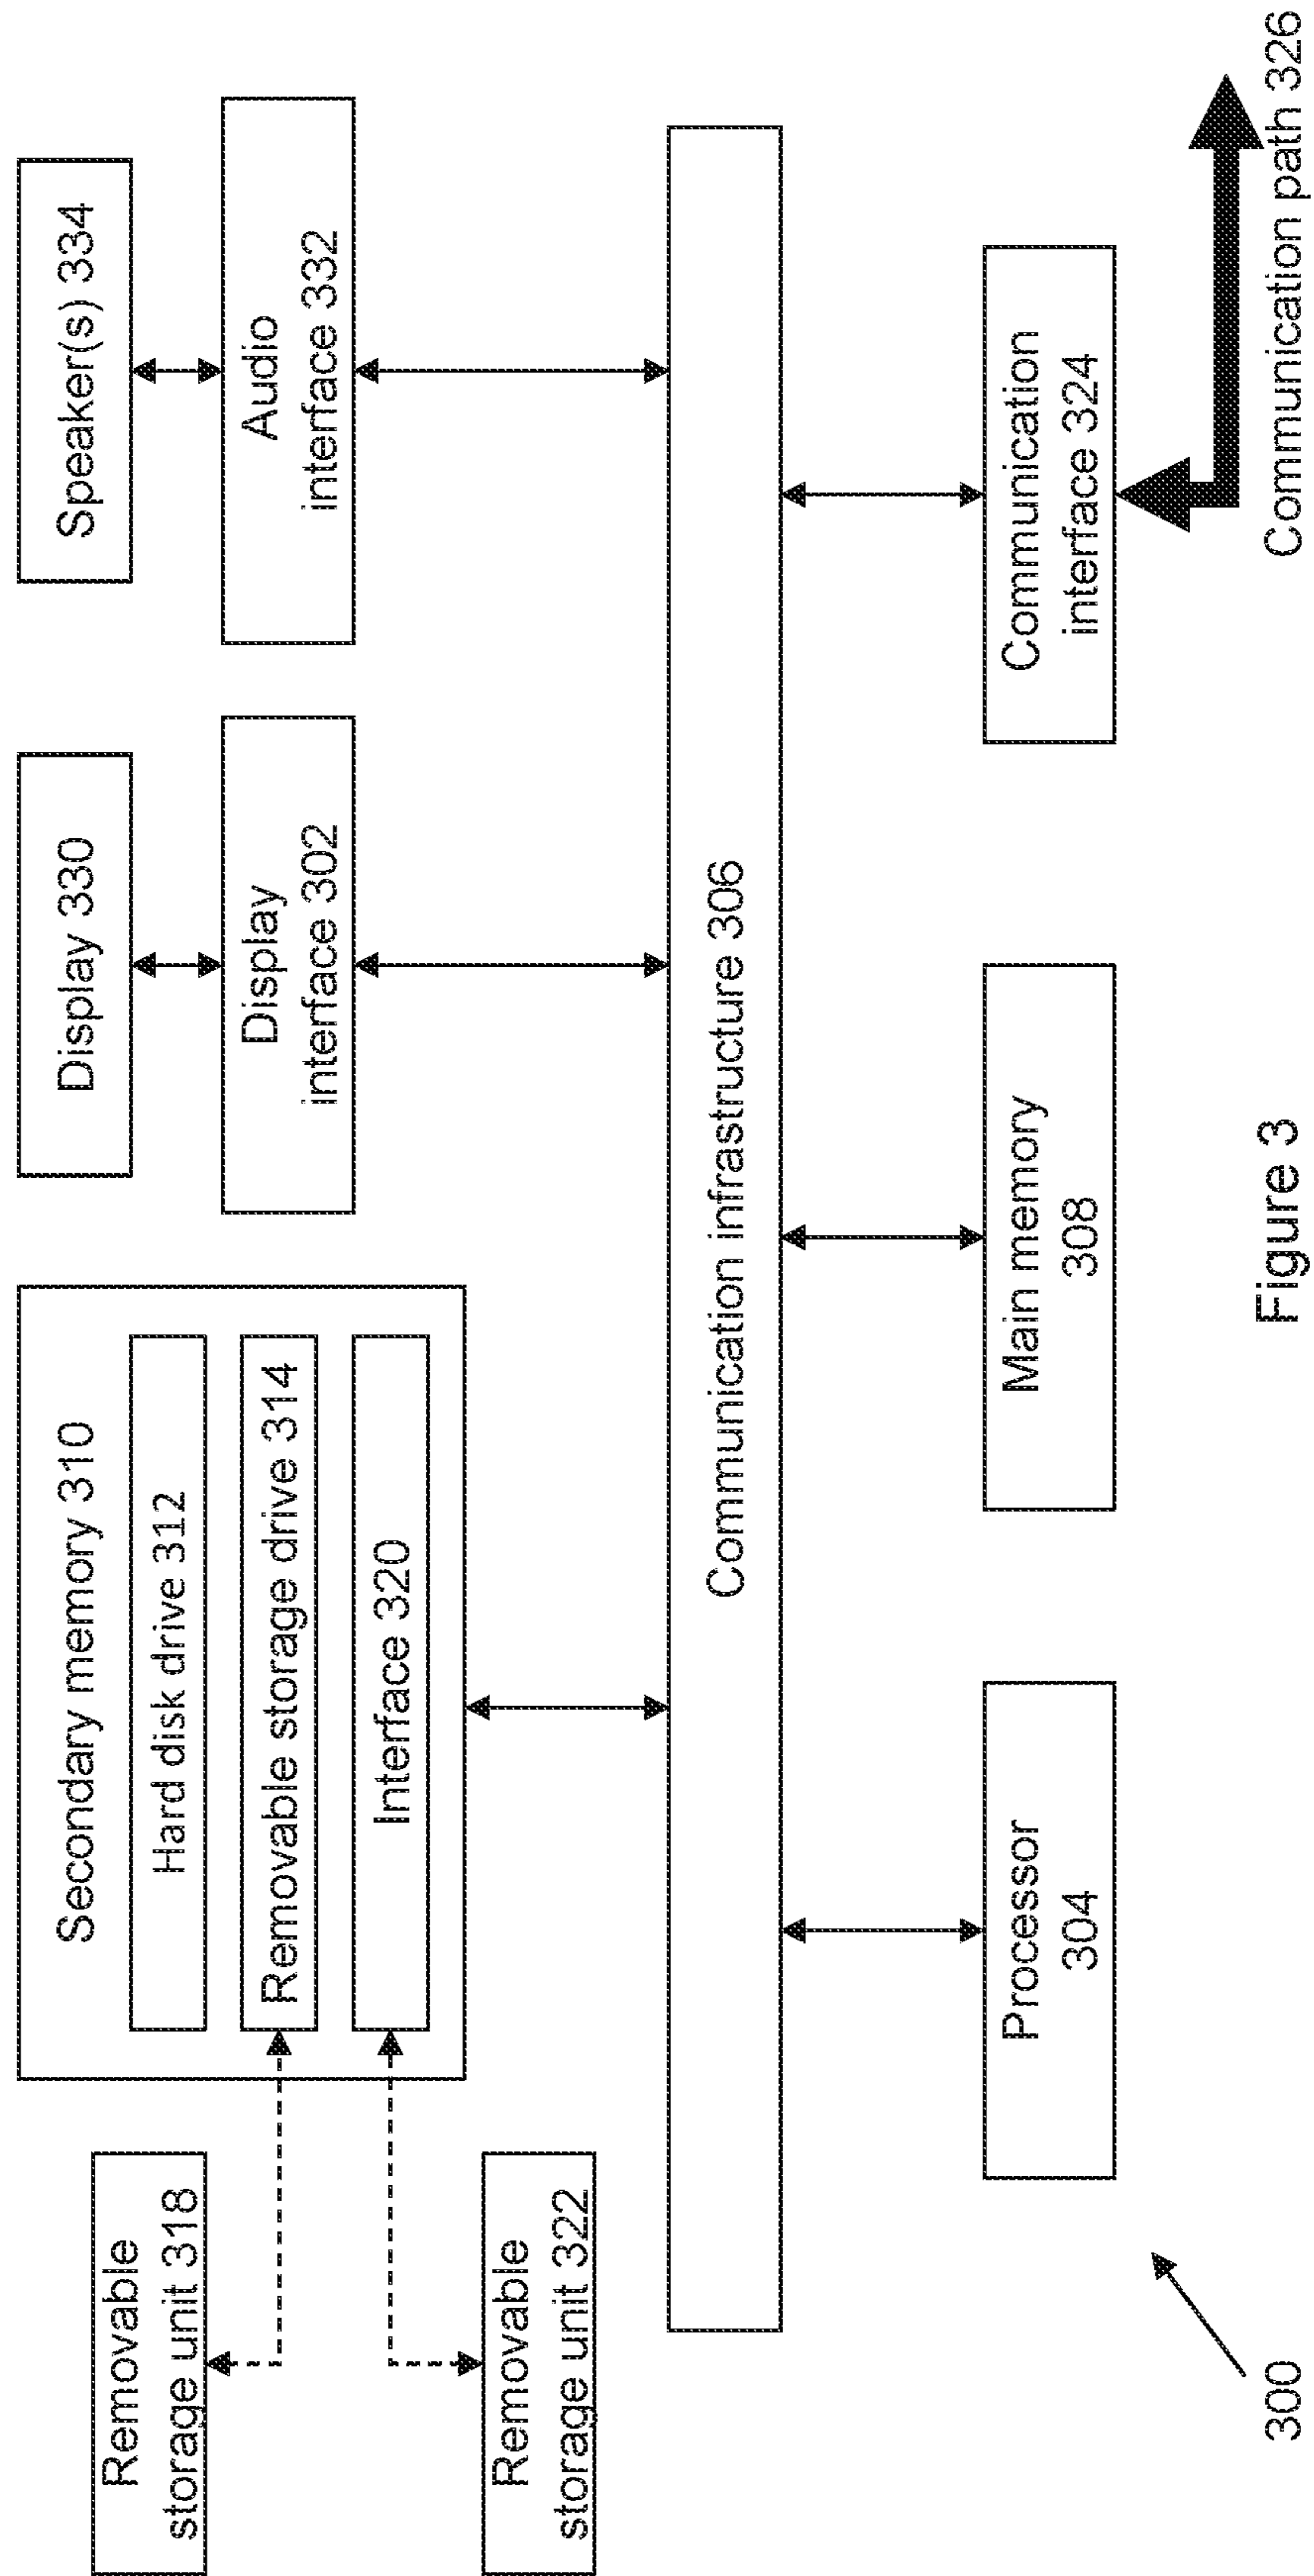 Removable
storage unit 318
Removable
storage unit 322
Secondary memory 310
Hard disk drive 312
Removable storage drive 314
Interface 320
Display 330
Display
interface 302
Speaker(s) 334
Audio
interface 332
Communication infrastructure 306
Processor
304
Main memory
308
Communication
interface 324
Communication path 326
300
Figure 3